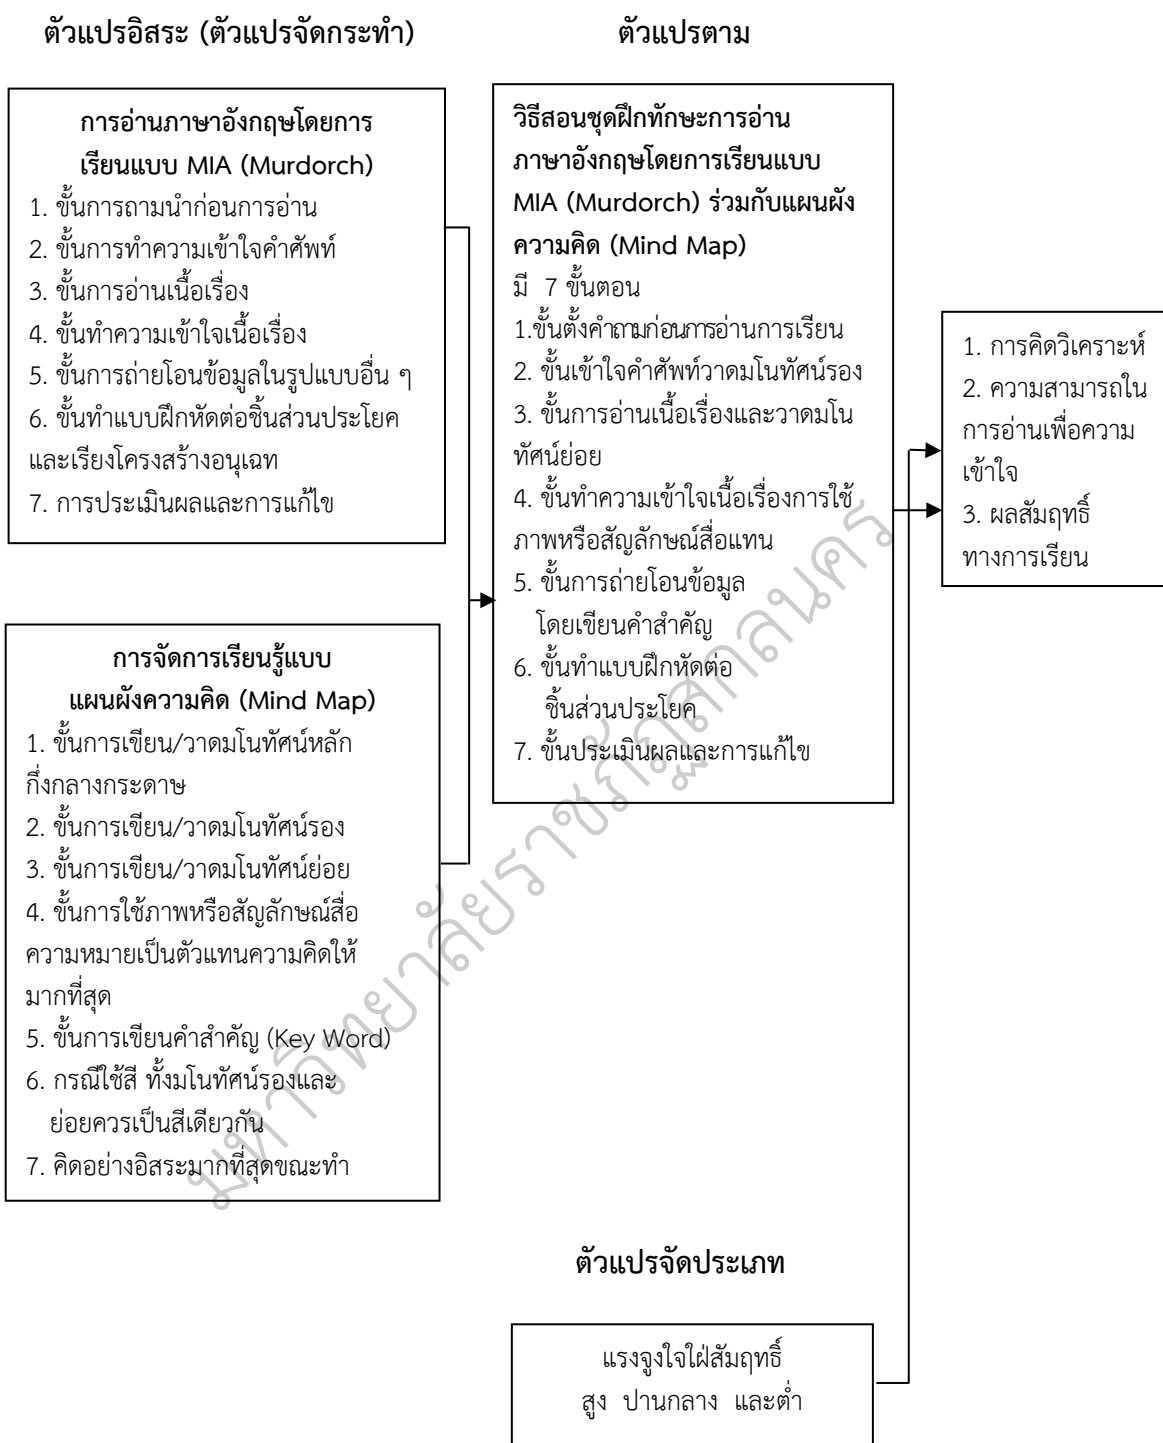 ตัวแปรอิสระ (ตัวแปรจัดกระทำ)
ตัวแปรตาม
การอ่านภาษาอังกฤษโดยการ
เรียนแบบ MIA (Murdorch)
1. ขั้นการถามนำก่อนการอ่าน
2. ขั้นการทำความเข้าใจคำศัพท์
3. ขั้นการอ่านเนื้อเรื่อง
4. ขั้นทำความเข้าใจเนื้อเรื่อง
5. ขั้นการถ่ายโอนข้อมูลในรูปแบบอื่น ๆ
6. ขั้นทำแบบฝึกหัดต่อชิ้นส่วนประโยค
และเรียงโครงสร้างอนุเฉท
7. การประเมินผลและการแก้ไข
การจัดการเรียนรู้แบบ
แผนผังความคิด (Mind Map)
1. ขั้นการเขียน/วาดมโนทัศน์หลัก
กึ่งกลางกระดาษ
2. ขั้นการเขียน/วาดมโนทัศน์รอง
3. ขั้นการเขียน/วาดมโนทัศน์ย่อย
4. ขั้นการใช้ภาพหรือสัญลักษณ์สื่อ
ความหมายเป็นตัวแทนความคิดให้
มากที่สุด
5. ขั้นการเขียนคำสำคัญ (Key Word)
6. กรณีใช้สี ทั้งมโนทัศน์รองและ
ย่อยควรเป็นสีเดียวกัน
7. คิดอย่างอิสระมากที่สุดขณะทำ
วิธีสอนชุดฝึกทักษะการอ่าน
ภาษาอังกฤษโดยการเรียนแบบ
MIA (Murdorch) ร่วมกับแผนผัง
ความคิด (Mind Map)
มี 7 ขั้นตอน
1.ขั้นตั้งคำถามก่อนการอ่านการเรียน
2. ขั้นเข้าใจคำศัพท์วาดมโนทัศน์รอง
3. ขั้นการอ่านเนื้อเรื่องและวาดมโน
ทัศน์ย่อย
4. ขั้นทำความเข้าใจเนื้อเรื่องการใช้
ภาพหรือสัญลักษณ์สื่อแทน
5. ขั้นการถ่ายโอนข้อมูล
โดยเขียนคำสำคัญ
6. ขั้นทำแบบฝึกหัดต่อ
ชิ้นส่วนประโยค
7. ขั้นประเมินผลและการแก้ไข
1. การคิดวิเคราะห์
2. ความสามารถใน
การอ่านเพื่อความ
เข้าใจ
3. ผลสัมฤทธิ์
ทางการเรียน
ตัวแปรจัดประเภท
แรงจูงใจใฝ่สัมฤทธิ์
สูง ปานกลาง และต่ำ
มหาวิทยาลัยราชภัฏสกลนคร